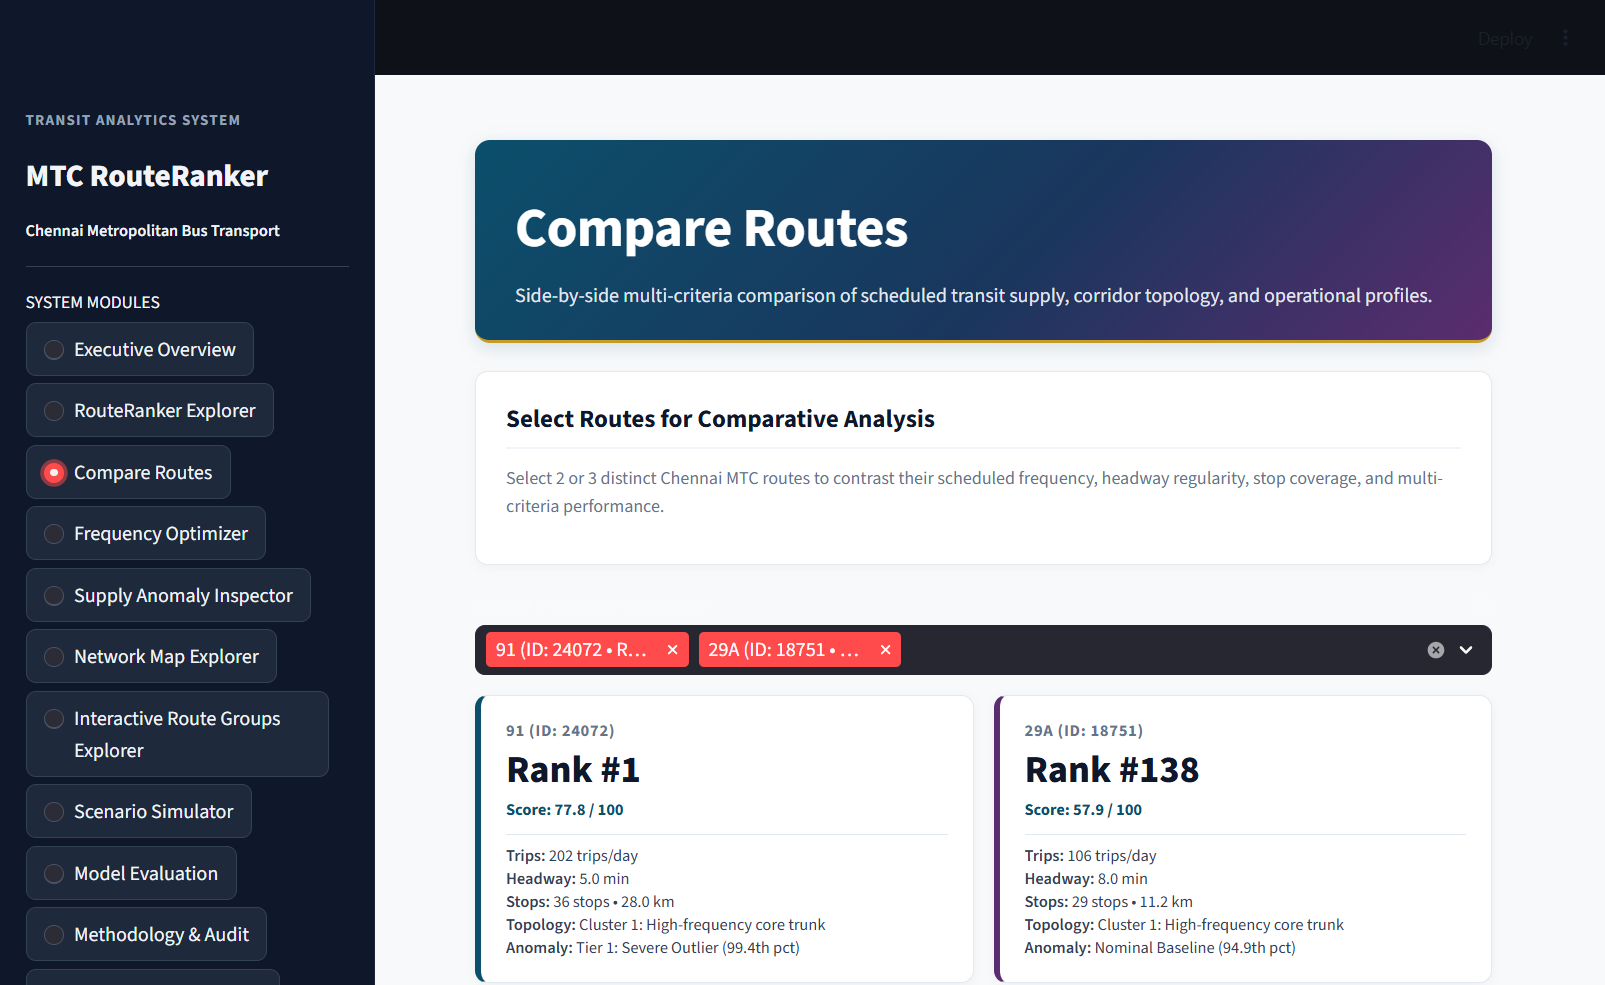 Deploy
TRANSIT ANALYTICS SYSTEM
MTC RouteRanker
Chennai Metropolitan Bus Transport
SYSTEM MODULES
Executive Overview
RouteRanker Explorer
Compare Routes
Frequency Optimizer
Supply Anomaly Inspector
Network Map Explorer
Interactive Route Groups
Explorer
Scenario Simulator
Model Evaluation
Methodology & Audit
Compare Routes
Side-by-side multi-criteria comparison of scheduled transit supply, corridor topology, and operational profiles.
Select Routes for Comparative Analysis
Select 2 or 3 distinct Chennai MTC routes to contrast their scheduled frequency, headway regularity, stop coverage, and multi-
criteria performance.
91 (ID: 24072 • R...
29A (ID: 18751 • ...
91 (ID: 24072)
Rank #1
Score: 77.8 / 100
Trips: 202 trips/day
Headway: 5.0 min
Stops: 36 stops • 28.0 km
Topology: Cluster 1: High-frequency core trunk
Anomaly: Tier 1: Severe Outlier (99.4th pct)
29A (ID: 18751)
Rank #138
Score: 57.9 / 100
Trips: 106 trips/day
Headway: 8.0 min
Stops: 29 stops • 11.2 km
Topology: Cluster 1: High-frequency core trunk
Anomaly: Nominal Baseline (94.9th pct)